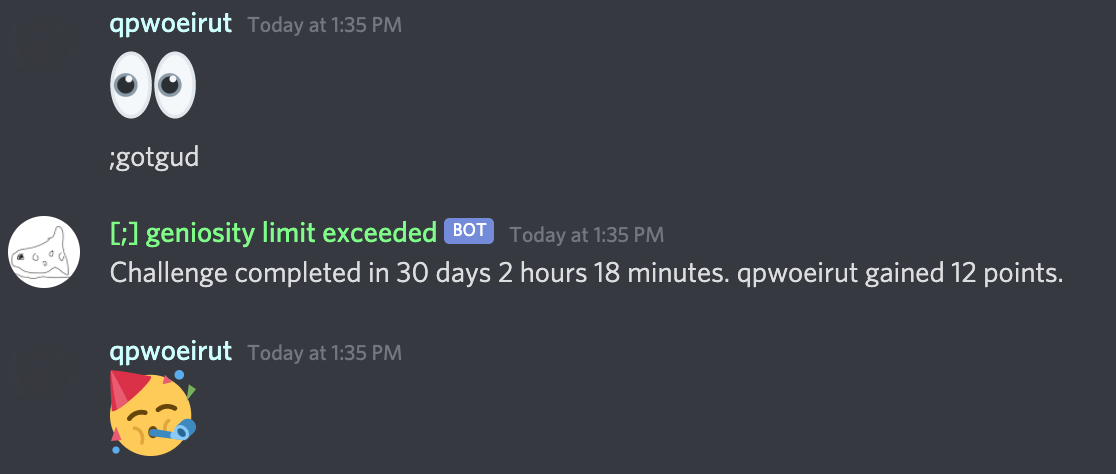 qpwoeirut Today at 1:35 PM
;gotgud
[;] geniosity limit exceeded BOT Today at 1:35 PM
Challenge completed in 30 days 2 hours 18 minutes. qpwoeirut gained 12 points.
qpwoeirut Today at 1:35 PM